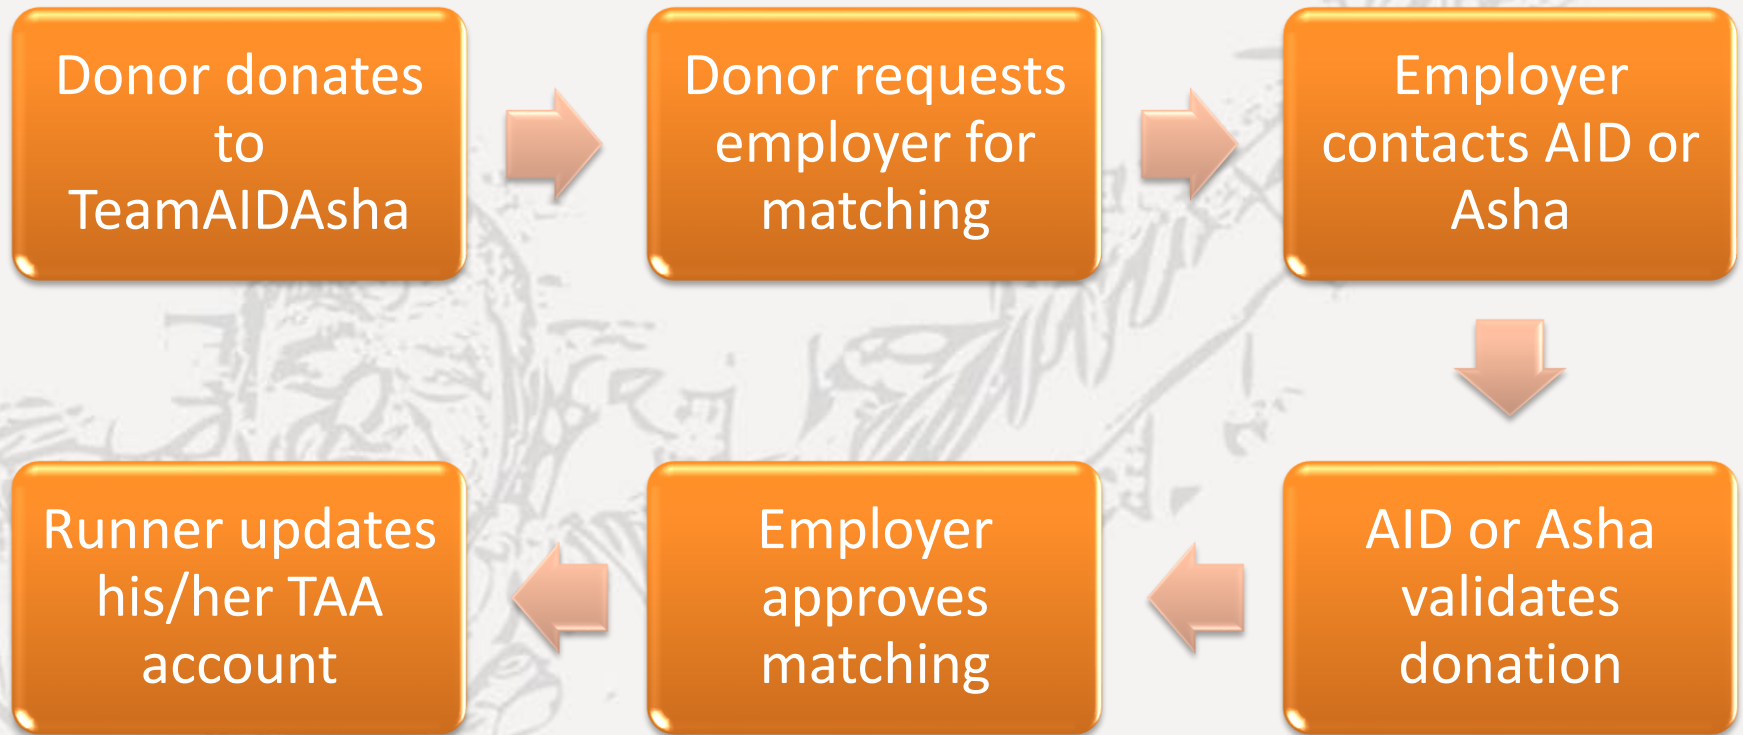 Donor donates
to
TeamAIDAsha
Donor requests
employer for
matching
Employer
contacts AID or
Asha
AID or Asha
validates
donation
Employer
approves
matching
Runner updates
his/her TAA
account